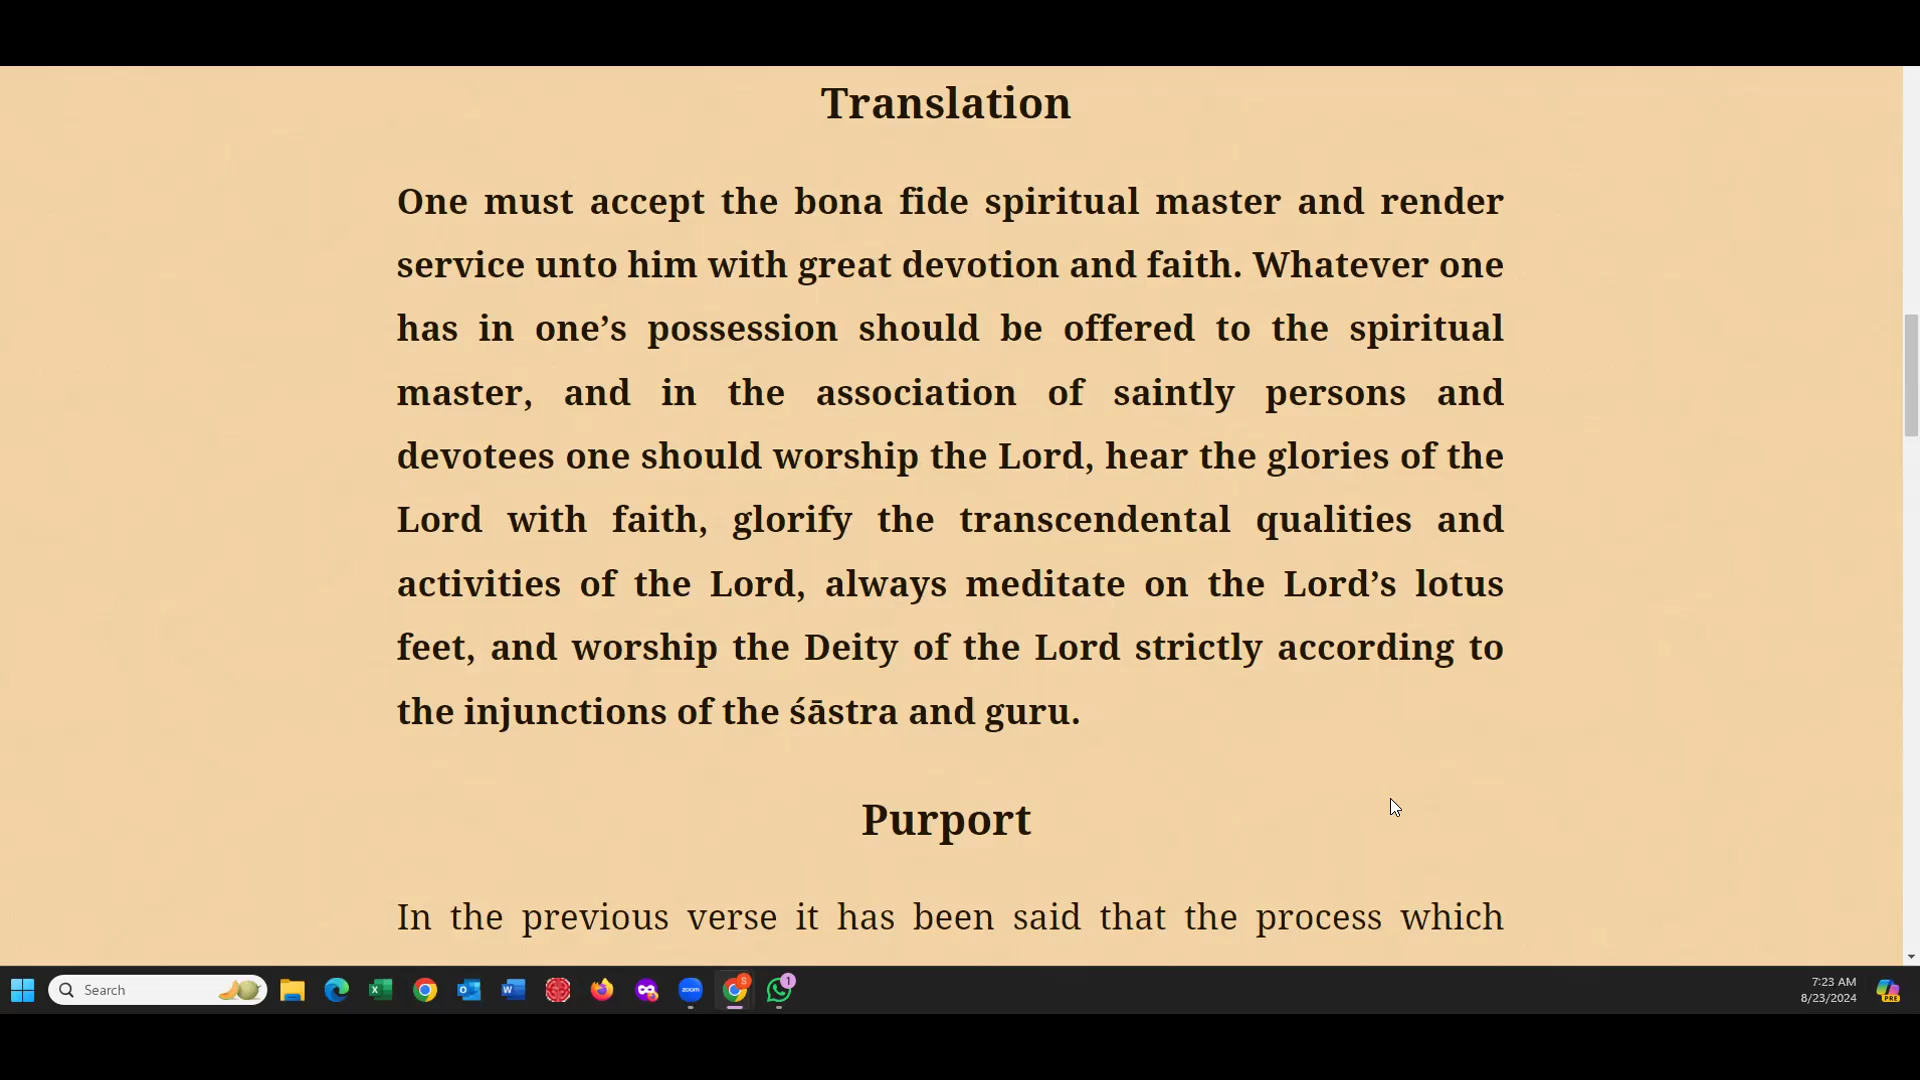 Translation
One must accept the bona fide spiritual master and render
service unto him with great devotion and faith. Whatever one
has in one’s possession should be offered to the spiritual
master, and in the association of saintly persons and
devotees one should worship the Lord, hear the glories of the
Lord with faith, glorify the transcendental qualities and
activities of the Lord, always meditate on the Lord’s lotus
feet, and worship the Deity of the Lord strictly according to
the injunctions of the śāstra and guru.
Purport
In the previous verse it has been said that the process which
Search
zoom
S
1
7:23 AM
8/23/2024
PRE